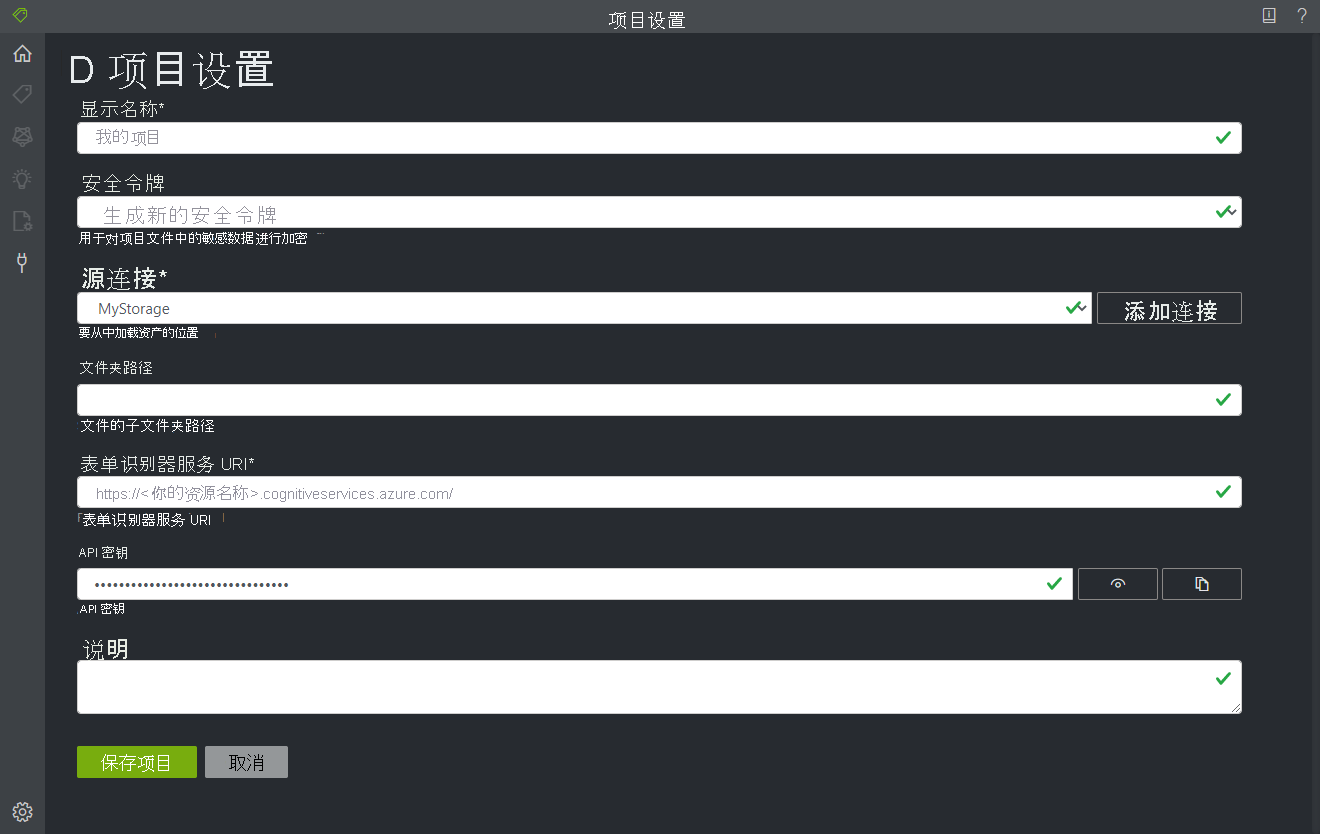 项目设置
?
D 项目设置
显示名称*
我的项目
安全令牌
生成新的安全令牌
用于对项目文件中的敏感数据进行加密
源连接*
MyStorage
添加连接
要从中加载资产的位置
文件夹路径
文件的子文件夹路径
表单识别器服务 URI*
https://<你的资源名称>.cognitiveservices.azure.com/
表单识别器服务 URI
API 密钥
API 密钥
说明
保存项目
取消